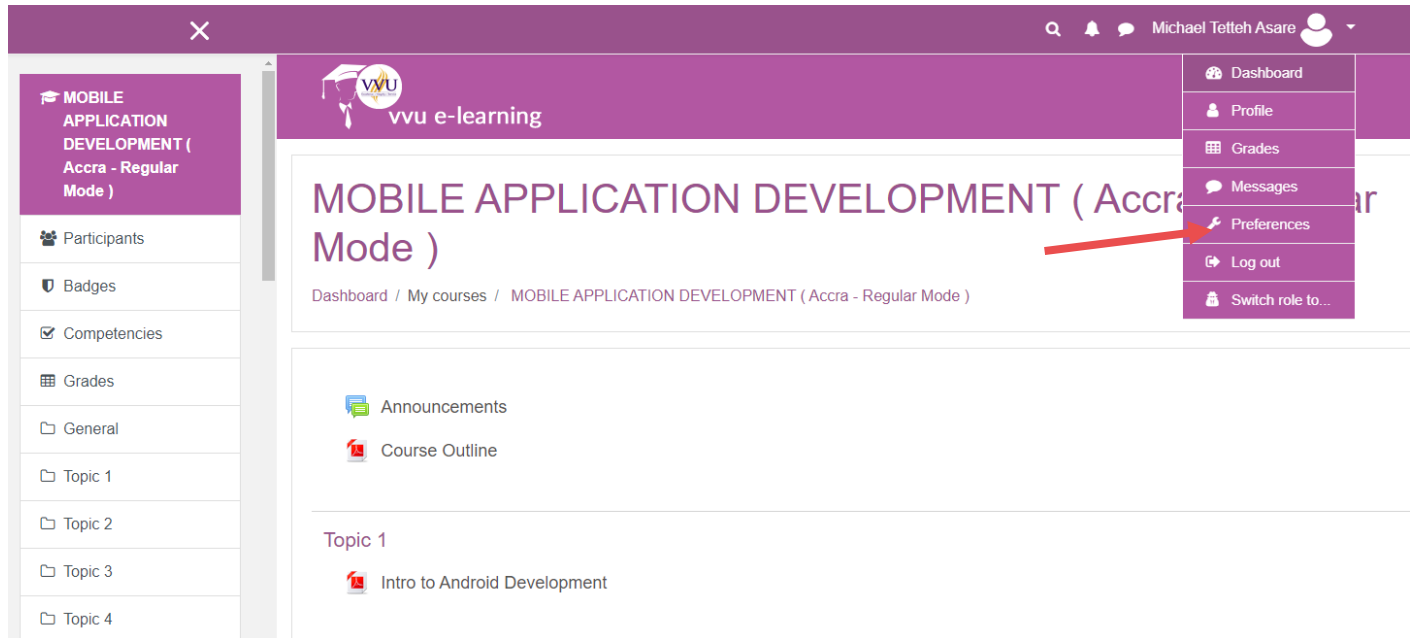 Michael Tetteh Asare
MOBILE
APPLICATION
DEVELOPMENT (
Accra - Regular
Mode )
Participants
Badges
Competencies
Grades
General
Topic 1
Topic 2
Topic 3
Topic 4
VVU
vvu e-learning
Dashboard
Profile
Grades
Messages
Preferences
Log out
Switch role to...
MOBILE APPLICATION DEVELOPMENT ( Accra ar
Mode )
Dashboard / My courses / MOBILE APPLICATION DEVELOPMENT ( Accra - Regular Mode )
Announcements
Course Outline
Topic 1
Intro to Android Development